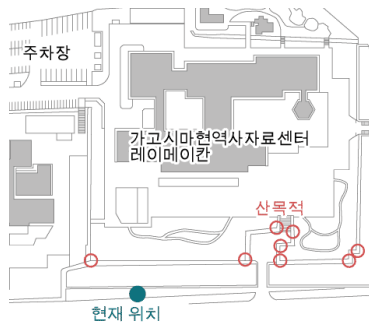 주차장
가고시마현역사자료센터
레이메이칸
산목적
현재 위치